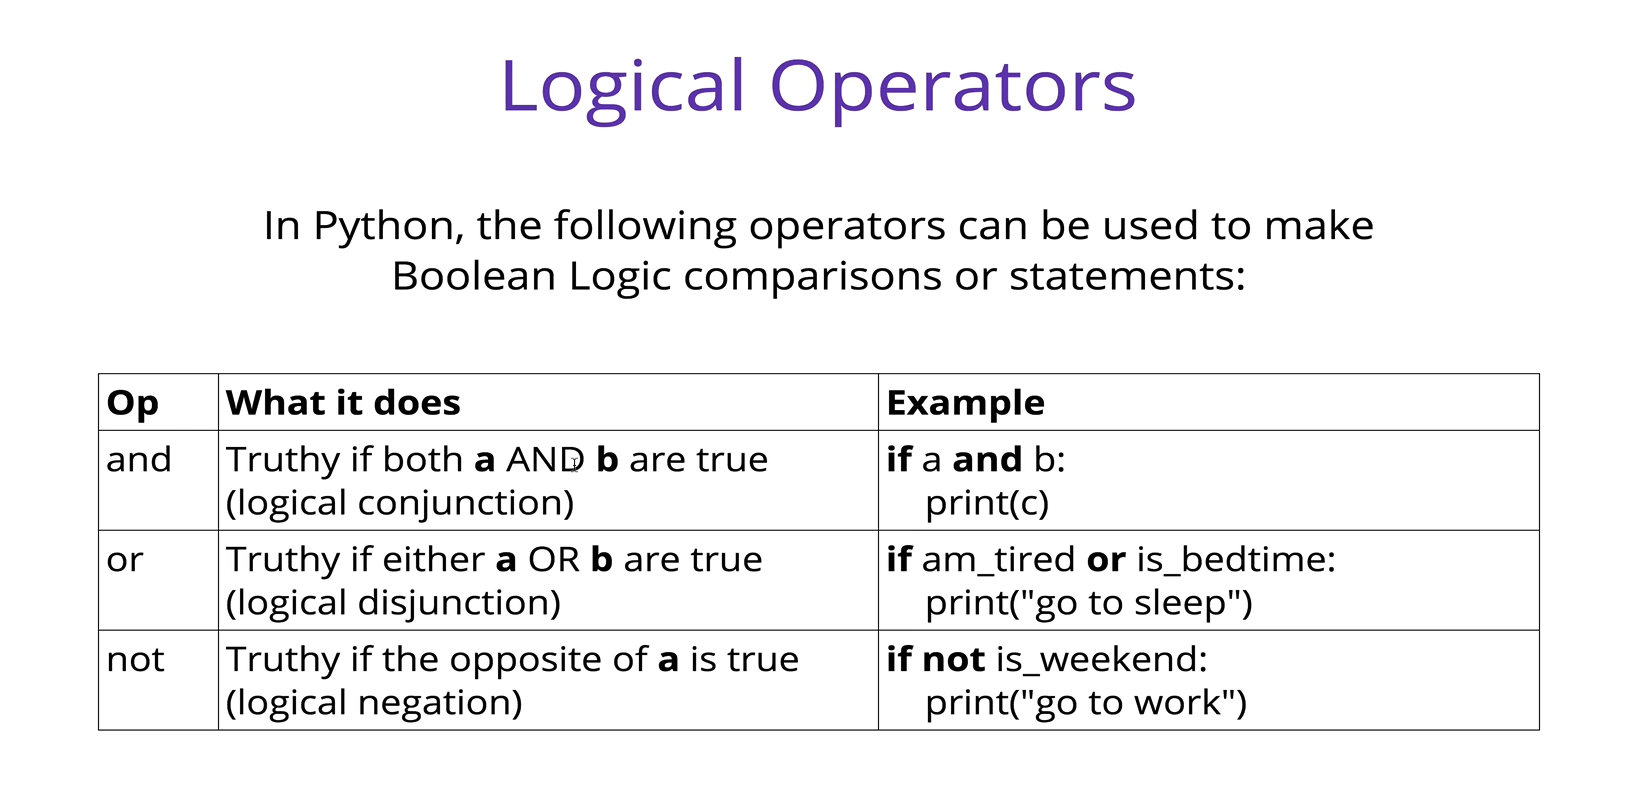 Logical Operators
In Python, the following operators can be used to make
Boolean Logic comparisons or statements:
Op What it does Example
and Truthy if both a AND b are true if a and b:
(logical conjunction) print(c)
or Truthy if either a OR b are true if am_tired or is_bedtime:
(logical disjunction) print("go to sleep")
not Truthy if the opposite of a is true if not is_weekend:
(logical negation) print("go to work")